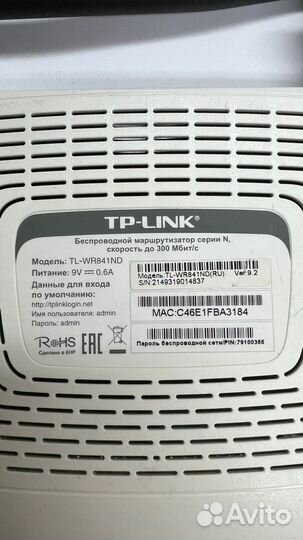 TP-LINK®
Беспроводной маршрутизатор серии N,
скорость до 300 Мбит/с
Модель: TL-WR841ND
Питание: 9V ⎓ 0.6A
Данные для входа
по умолчанию:
http://tplinklogin.net
Имя пользователя: admin
Пароль: admin
Модель:TL-WR841ND(RU) Ver:9.2
S/N:2149319014837
MAC:C46E1FBA3184
Пароль беспроводной сети/PIN:79100355
RoHS
Сделано в КНР
EAC
Avito